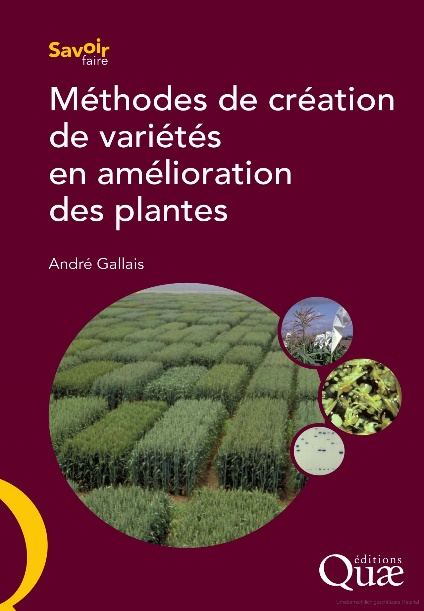 Savoir
faire
Méthodes de création
de variétés
en amélioration
des plantes
André Gallais
éditions
Quæ